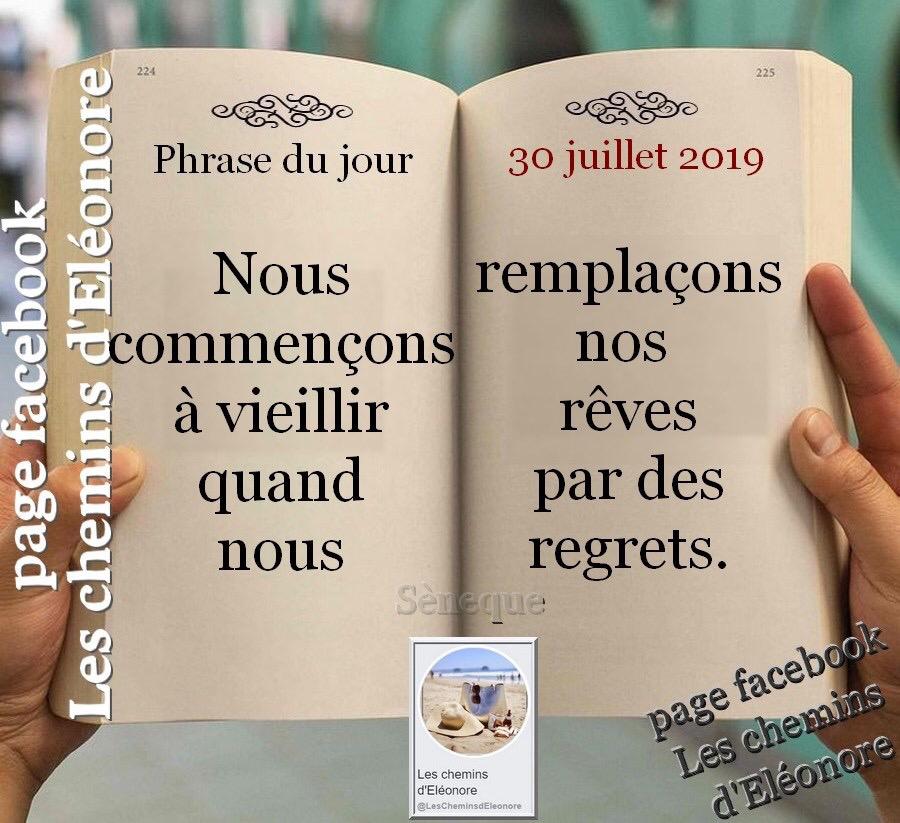 224
Phrase du jour
Nous
commençons
à vieillir
quand
nous
225
30 juillet 2019
remplaçons
nos
rêves
par des
regrets.
Sèneque
page facebook
Les chemins d'Eléonore
Les chemins
d'Eléonore
@LesCheminsdEleonore
page facebook
Les chemins
d'Eléonore